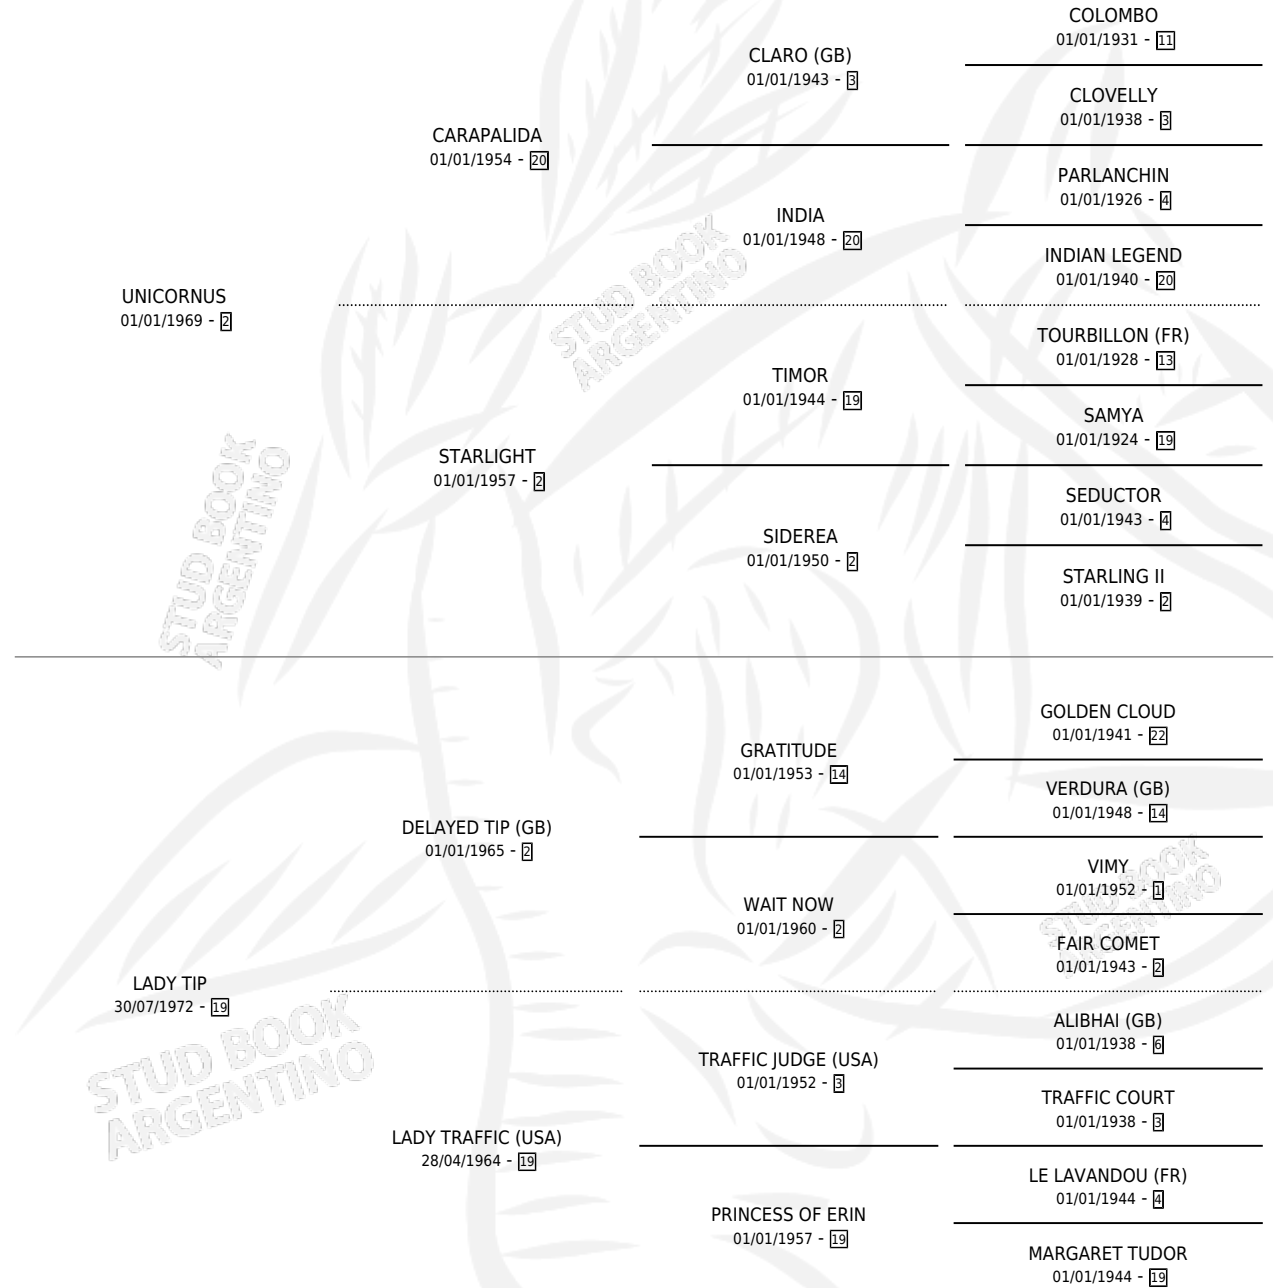 COLOMBO
01/01/1931 - 11
CLARO (GB)
01/01/1943 - 3
CLOVELLY
01/01/1938 - 3
CARAPALIDA
01/01/1954 - 20
PARLANCHIN
01/01/1926 - 4
INDIA
01/01/1948 - 20
INDIAN LEGEND
01/01/1940 - 20
UNICORNUS
01/01/1969 - 2
TOURBILLON (FR)
01/01/1928 - 13
TIMOR
01/01/1944 - 19
SAMYA
01/01/1924 - 19
STARLIGHT
01/01/1957 - 2
SEDUCTOR
01/01/1943 - 4
SIDEREA
01/01/1950 - 2
STARLING II
01/01/1939 - 2
STUD BOOK
ARGENTINO
STUD BOOK
ARGENTINO
GOLDEN CLOUD
01/01/1941 - 22
GRATITUDE
01/01/1953 - 14
VERDURA (GB)
01/01/1948 - 14
DELAYED TIP (GB)
01/01/1965 - 2
VIMY
01/01/1952 - 1
WAIT NOW
01/01/1960 - 2
FAIR COMET
01/01/1943 - 2
LADY TIP
30/07/1972 - 19
ALIBHAI (GB)
01/01/1938 - 6
TRAFFIC JUDGE (USA)
01/01/1952 - 3
TRAFFIC COURT
01/01/1938 - 3
LADY TRAFFIC (USA)
28/04/1964 - 19
LE LAVANDOU (FR)
01/01/1944 - 4
PRINCESS OF ERIN
01/01/1957 - 19
MARGARET TUDOR
01/01/1944 - 19
STUD BOOK
ARGENTINO
STUD BOOK
ARGENTINO